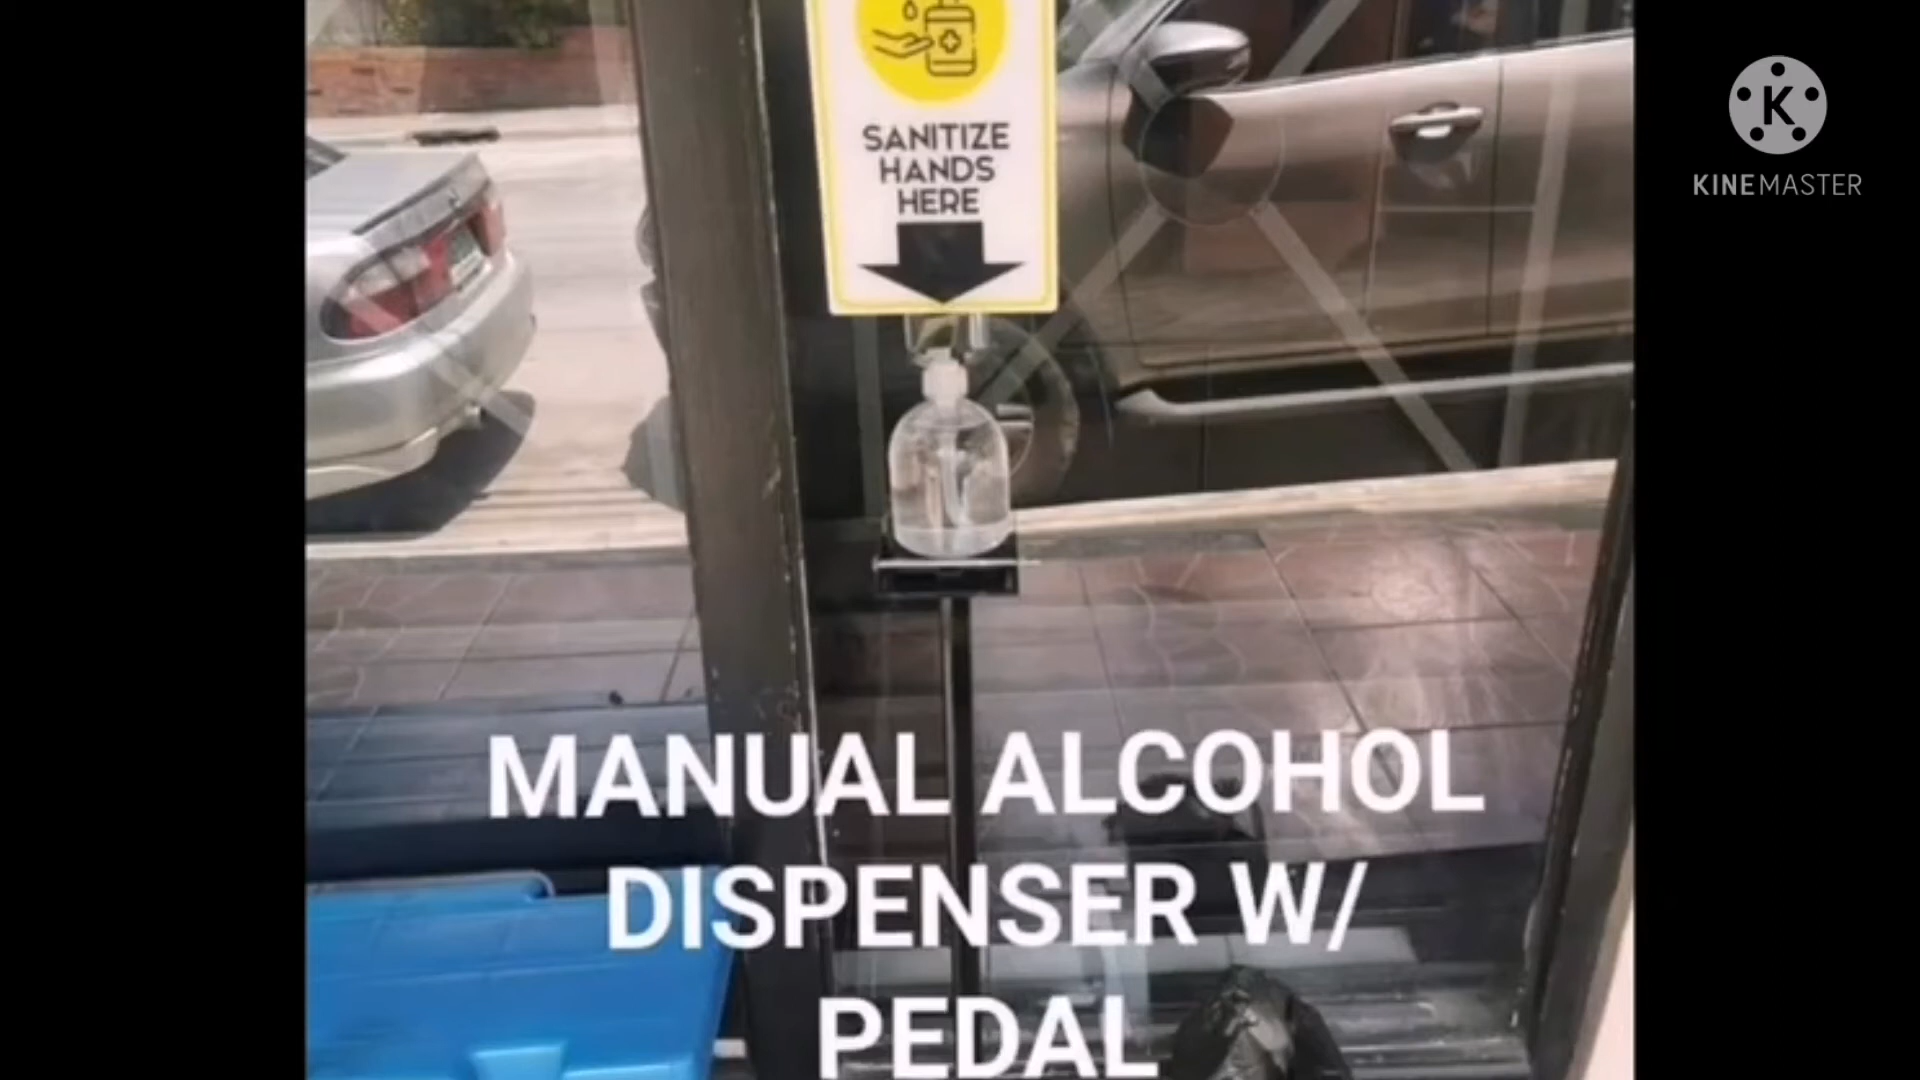 SANITIZE
HANDS
HERE
K
KINEMASTER
MANUAL ALCOHOL
DISPENSER W/
PEDAL